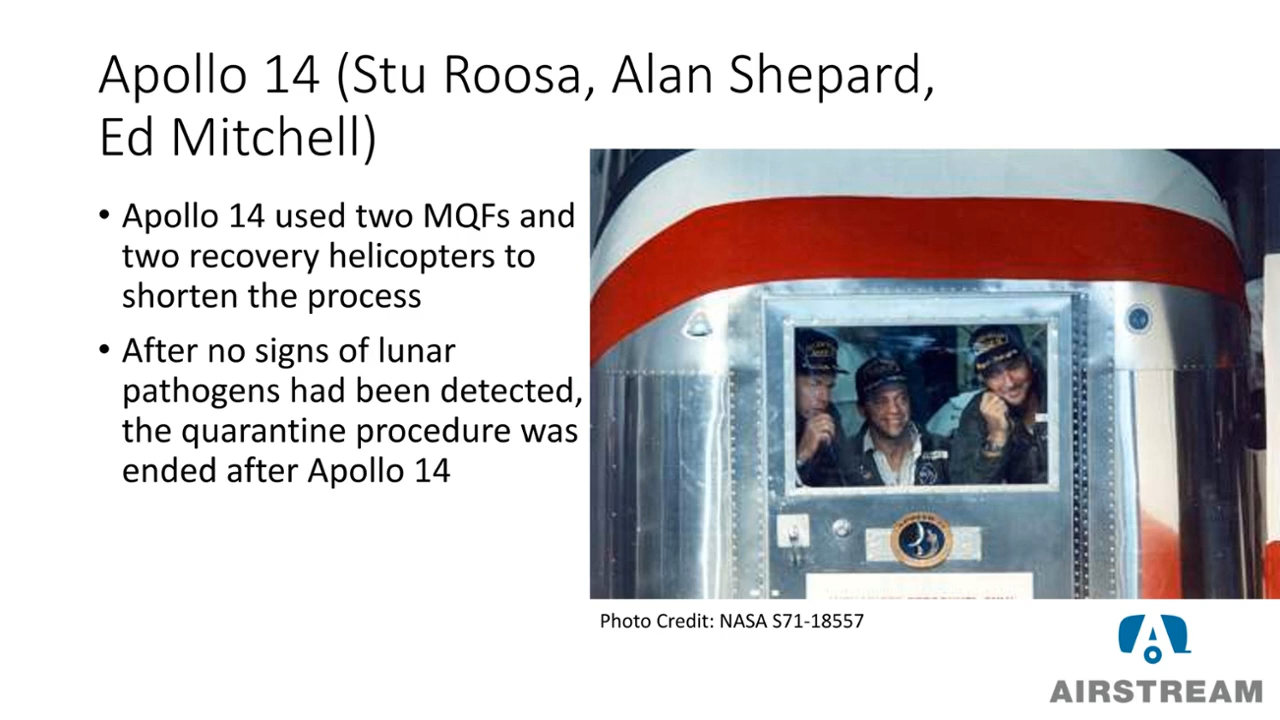 Apollo 14 (Stu Roosa, Alan Shepard,
Ed Mitchell)
• Apollo 14 used two MQFs and
two recovery helicopters to
shorten the process
• After no signs of lunar
pathogens had been detected,
the quarantine procedure was
ended after Apollo 14
Photo Credit: NASA S71-18557
AIRSTREAM